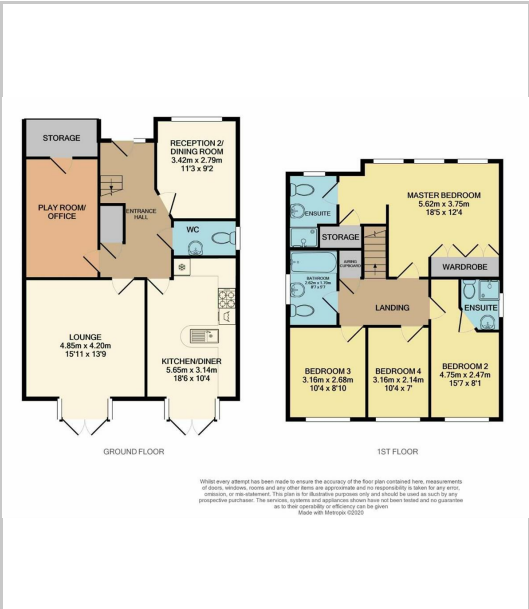 STORAGE
RECEPTION 2/
DINING ROOM
3.42m x 2.79m
11'3 x 9'2
PLAY ROOM/
OFFICE
ENTRANCE
HALL
WC
LOUNGE
4.85m x 4.20m
15'11 x 13'9
KITCHEN/DINER
5.65m x 3.14m
18'6 x 10'4
GROUND FLOOR
MASTER BEDROOM
5.62m x 3.75m
18'5 x 12'4
ENSUITE
STORAGE
AIRING
CUPBOARD
WARDROBE
BATHROOM
LANDING
ENSUITE
BEDROOM 3
3.16m x 2.68m
10'4 x 8'10
BEDROOM 4
3.16m x 2.14m
10'4 x 7'
BEDROOM 2
4.75m x 2.47m
15'7 x 8'1
1ST FLOOR
Whilst every attempt has been made to ensure the accuracy of the floor plan contained here, measurements
of doors, windows, rooms and any other items are approximate and no responsibility is taken for any error,
omission, or mis-statement. This plan is for illustrative purposes only and should be used as such by any
prospective purchaser. The services, systems and appliances shown have not been tested and no guarantee
as to their operability or efficiency can be given
Made with Metropix ©2020